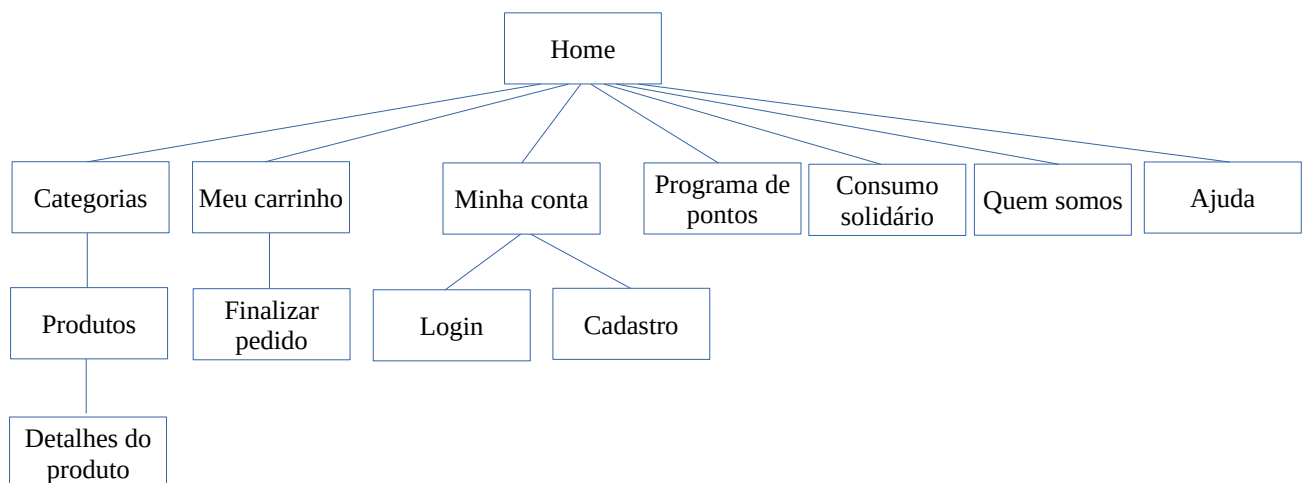 Home
Categorias
Meu carrinho
Minha conta
Programa de
pontos
Consumo
solidário
Quem somos
Ajuda
Produtos
Finalizar
pedido
Login
Cadastro
Detalhes do
produto